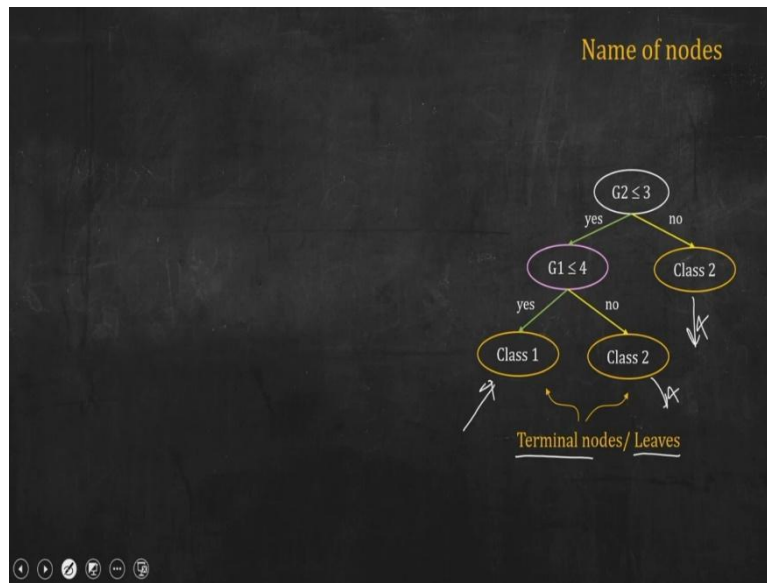 Name of nodes
G2 ≤ 3
yes no
G1 ≤ 4 Class 2
yes no
Class 1 Class 2
Terminal nodes/ Leaves